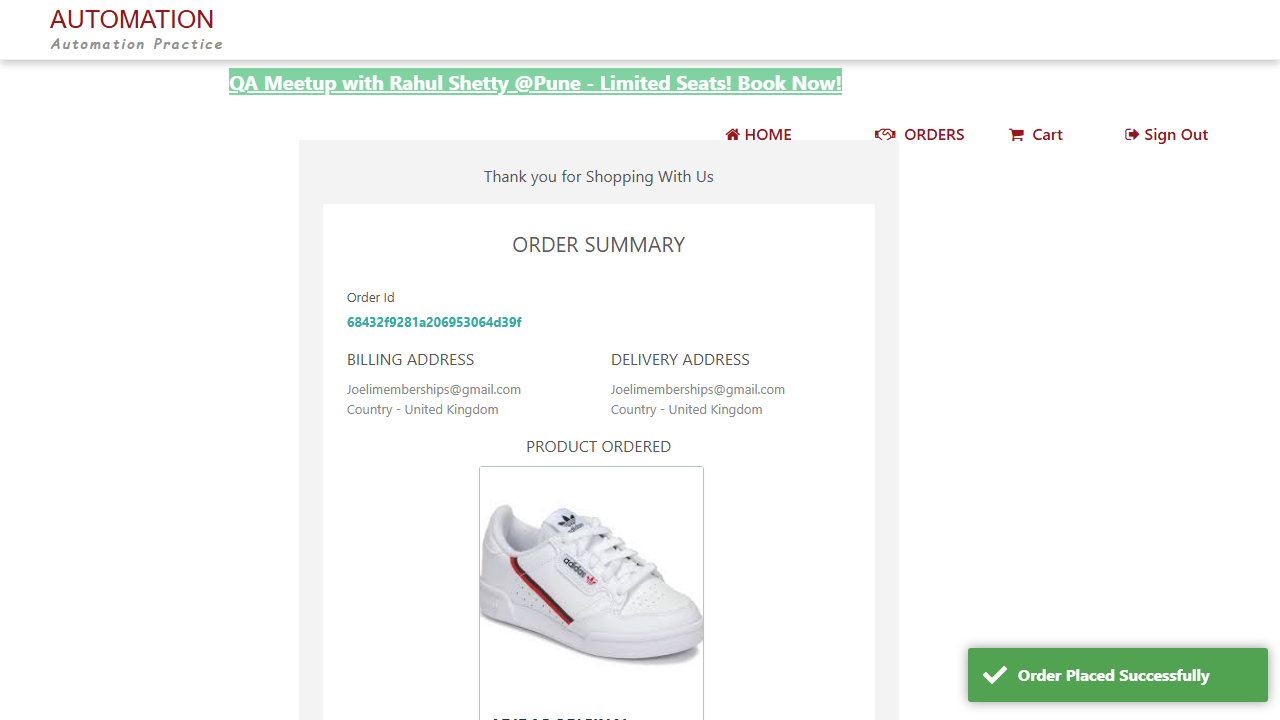 AUTOMATION
Automation Practice
QA Meetup with Rahul Shetty @Pune - Limited Seats! Book Now!
HOME ORDERS Cart Sign Out
Thank you for Shopping With Us
ORDER SUMMARY
Order Id
68432f9281a206953064d39f
BILLING ADDRESS DELIVERY ADDRESS
Joelimemberships@gmail.com Joelimemberships@gmail.com
Country - United Kingdom Country - United Kingdom
PRODUCT ORDERED
adidas
Order Placed Successfully